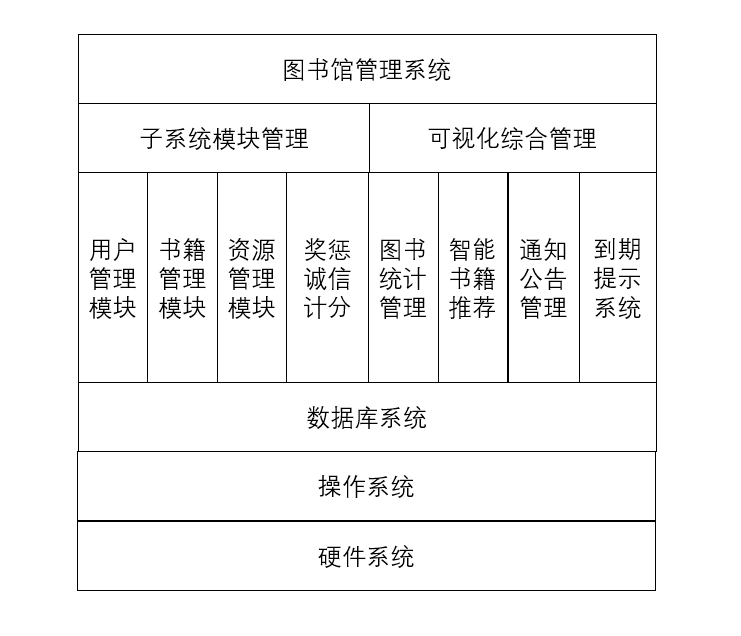 图书馆管理系统
子系统模块管理
可视化综合管理
用户
管理
模块
书籍
管理
模块
资源
管理
模块
奖惩
诚信
计分
图书
统计
管理
智能
书籍
推荐
通知
公告
管理
到期
提示
系统
数据库系统
操作系统
硬件系统